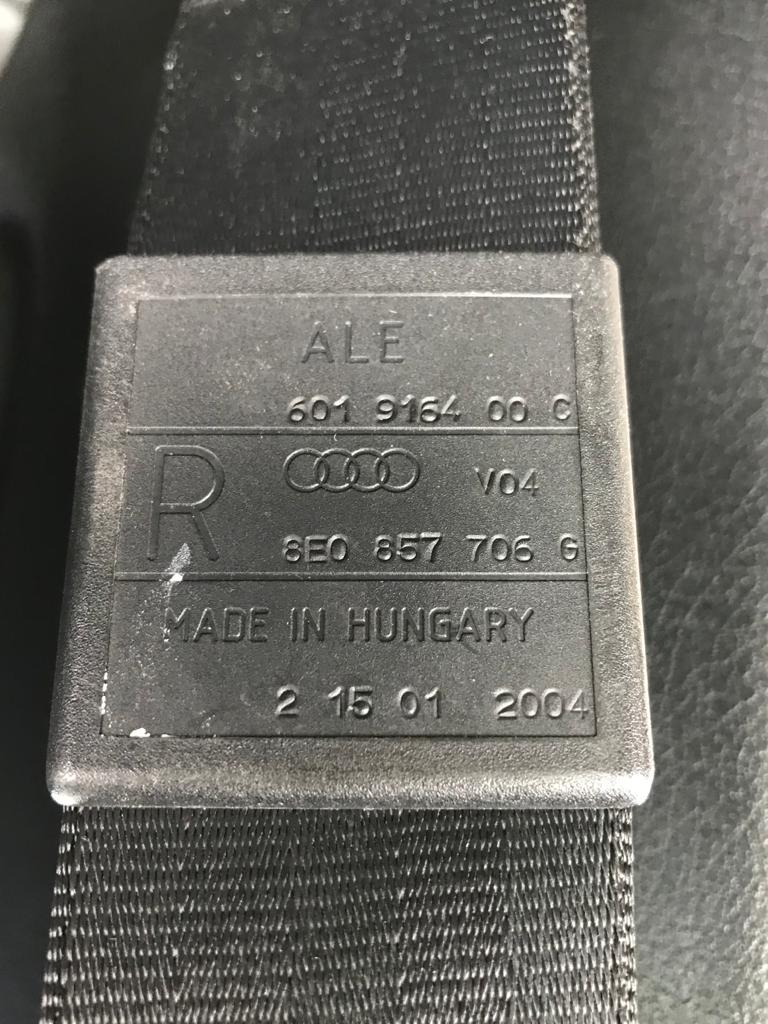 ALE
601 9164 00 C
R V04
8E0 857 706 G
MADE IN HUNGARY
2 15 01 2004